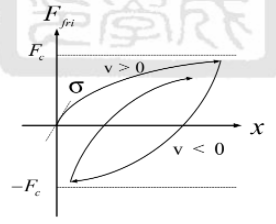 F_fri
F_c
v > 0
σ
x
v < 0
-F_c